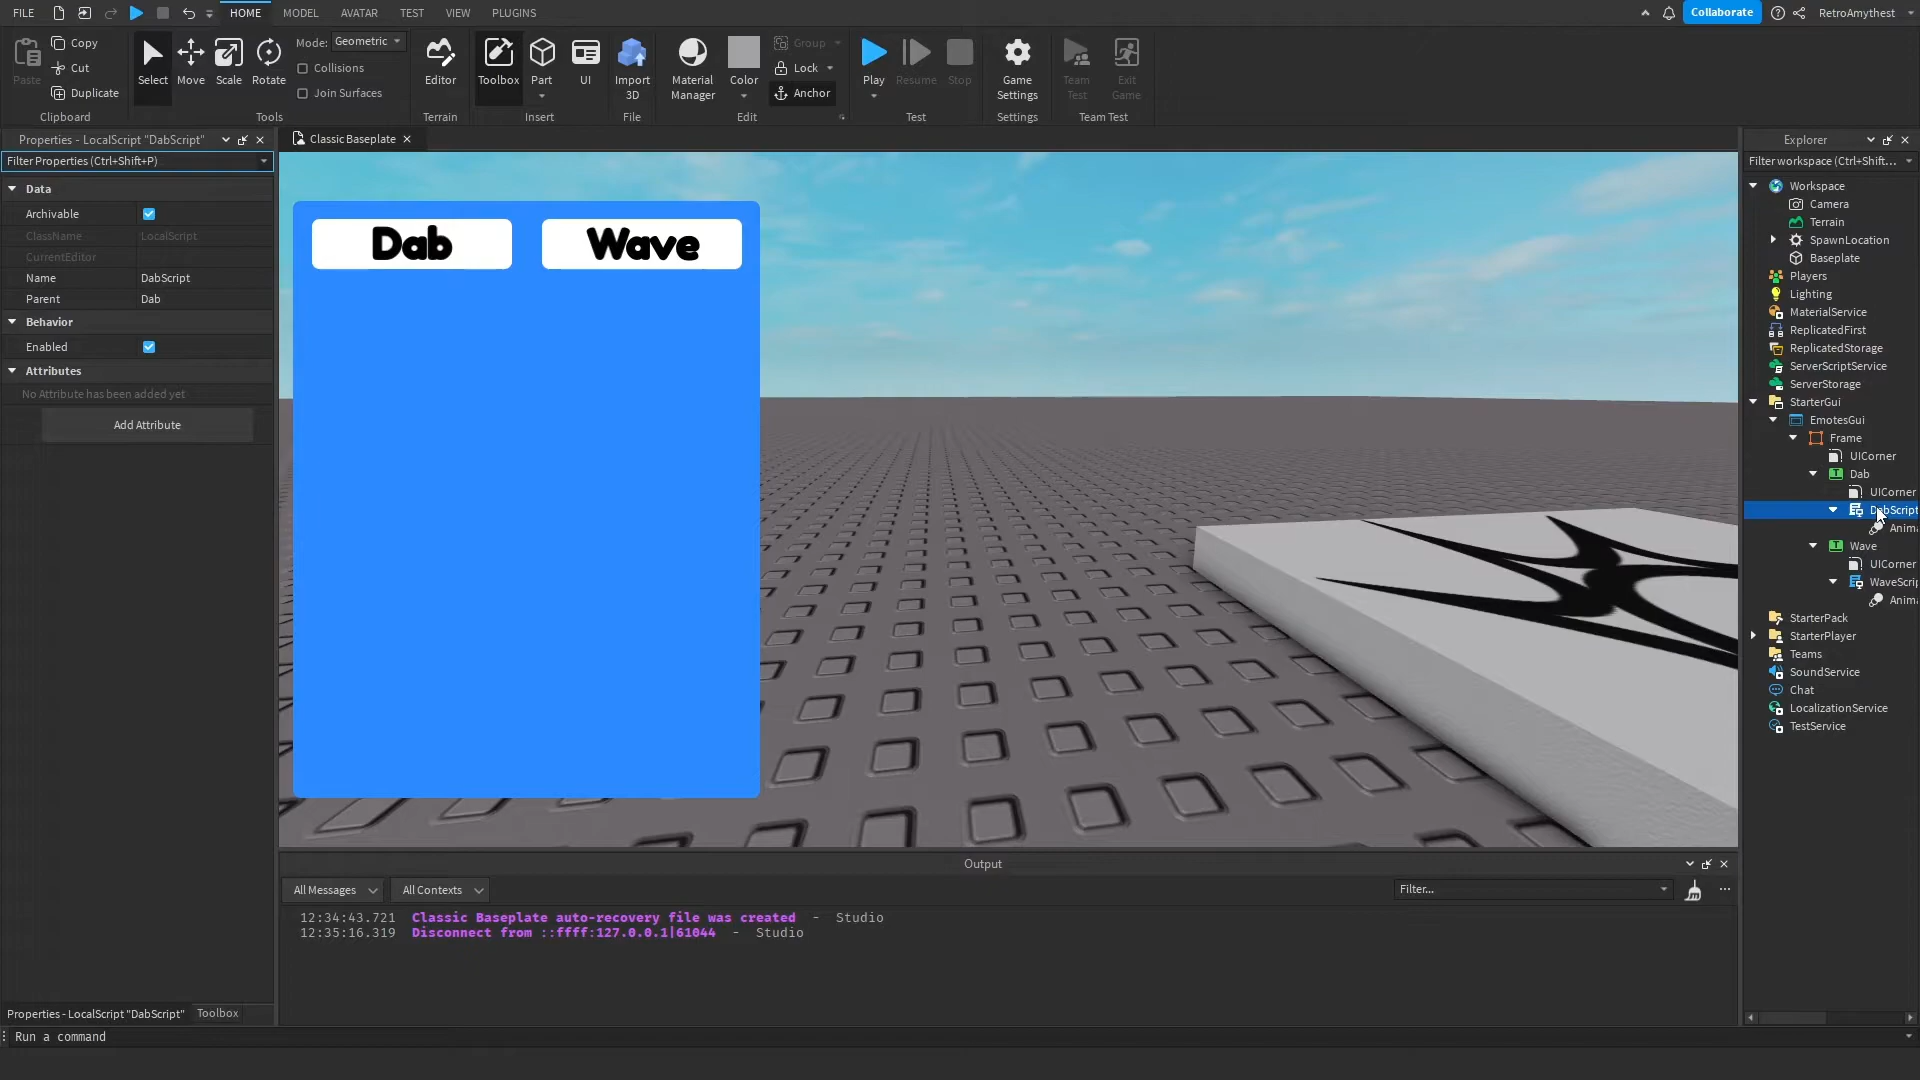 FILE
HOME
MODEL
AVATAR
TEST
VIEW
PLUGINS
Collaborate
RetroAmythest
Paste
Copy
Cut
Duplicate
Clipboard
Select
Move
Scale
Rotate
Mode:
Geometric
Collisions
Join Surfaces
Tools
Editor
Terrain
Toolbox
Part
UI
Insert
Import
3D
File
Material
Manager
Color
Group
Lock
Anchor
Edit
Play
Resume
Stop
Test
Game
Settings
Settings
Team
Test
Exit
Game
Team Test
Properties - LocalScript "DabScript"
Filter Properties (Ctrl+Shift+P)
Data
Archivable
ClassName LocalScript
CurrentEditor
Name DabScript
Parent Dab
Behavior
Enabled
Attributes
No Attribute has been added yet
Add Attribute
Properties - LocalScript "DabScript"
Toolbox
Classic Baseplate
Dab
Wave
Output
All Messages
All Contexts
Filter...
12:34:43.721 Classic Baseplate auto-recovery file was created - Studio
12:35:16.319 Disconnect from ::ffff:127.0.0.1|61044 - Studio
Explorer
Filter workspace (Ctrl+Shift...
Workspace
Camera
Terrain
SpawnLocation
Baseplate
Players
Lighting
MaterialService
ReplicatedFirst
ReplicatedStorage
ServerScriptService
ServerStorage
StarterGui
EmotesGui
Frame
UICorner
Dab
UICorner
DabScript
Anima
Wave
UICorner
WaveScrip
Anima
StarterPack
StarterPlayer
Teams
SoundService
Chat
LocalizationService
TestService
Run a command